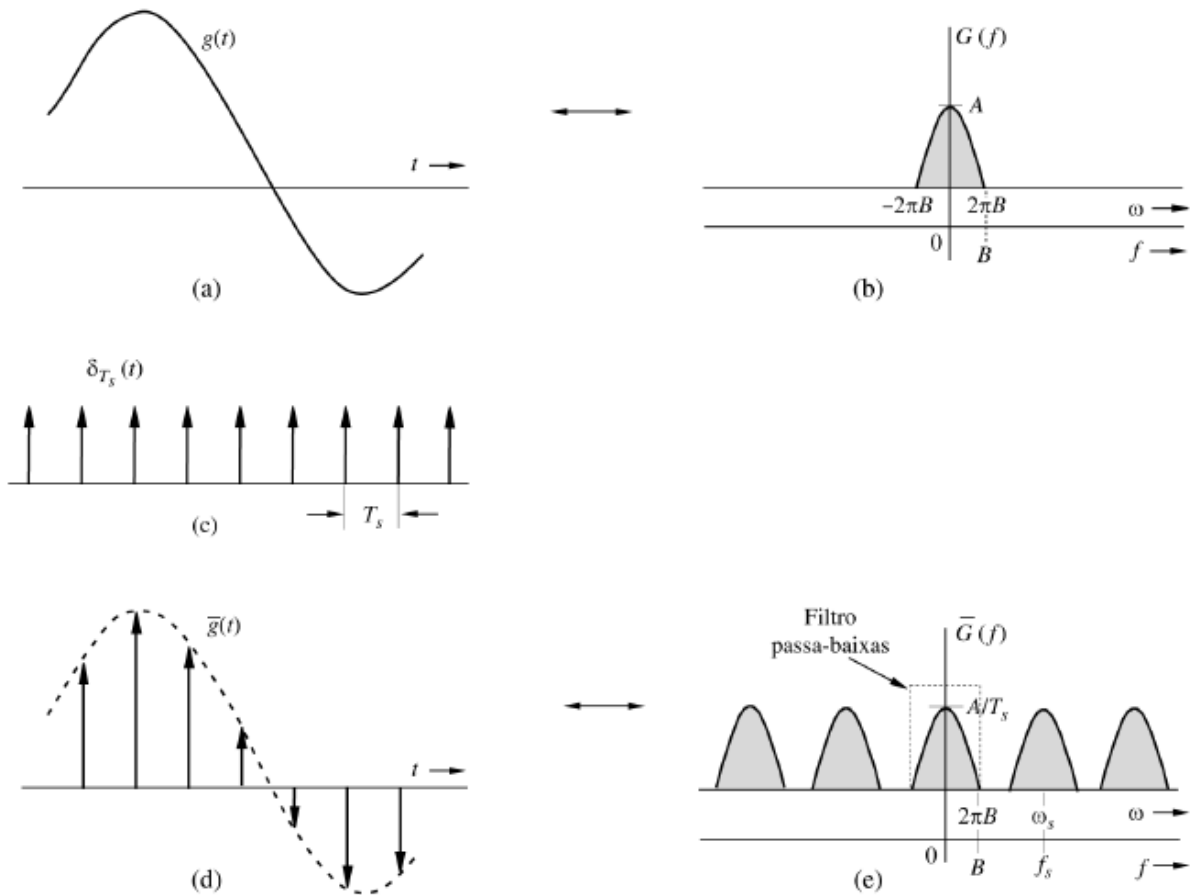 g(t)
t
(a)
G(f)
A
−2πB 2πB
ω
0
B
f
(b)
δ_{T_s}(t)
T_s
(c)
g̅(t)
t
(d)
Filtro
passa-baixas
G̅(f)
A/T_s
2πB ω_s ω
0
B f_s f
(e)